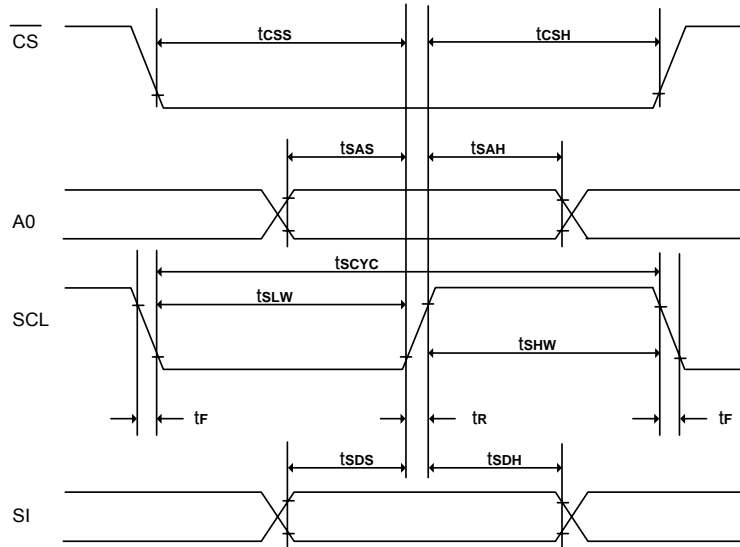 CS
tCSS
tCSH
tSAS
tSAH
A0
tSCYC
tSLW
SCL
tSHW
tF
tR
tF
tSDS
tSDH
SI